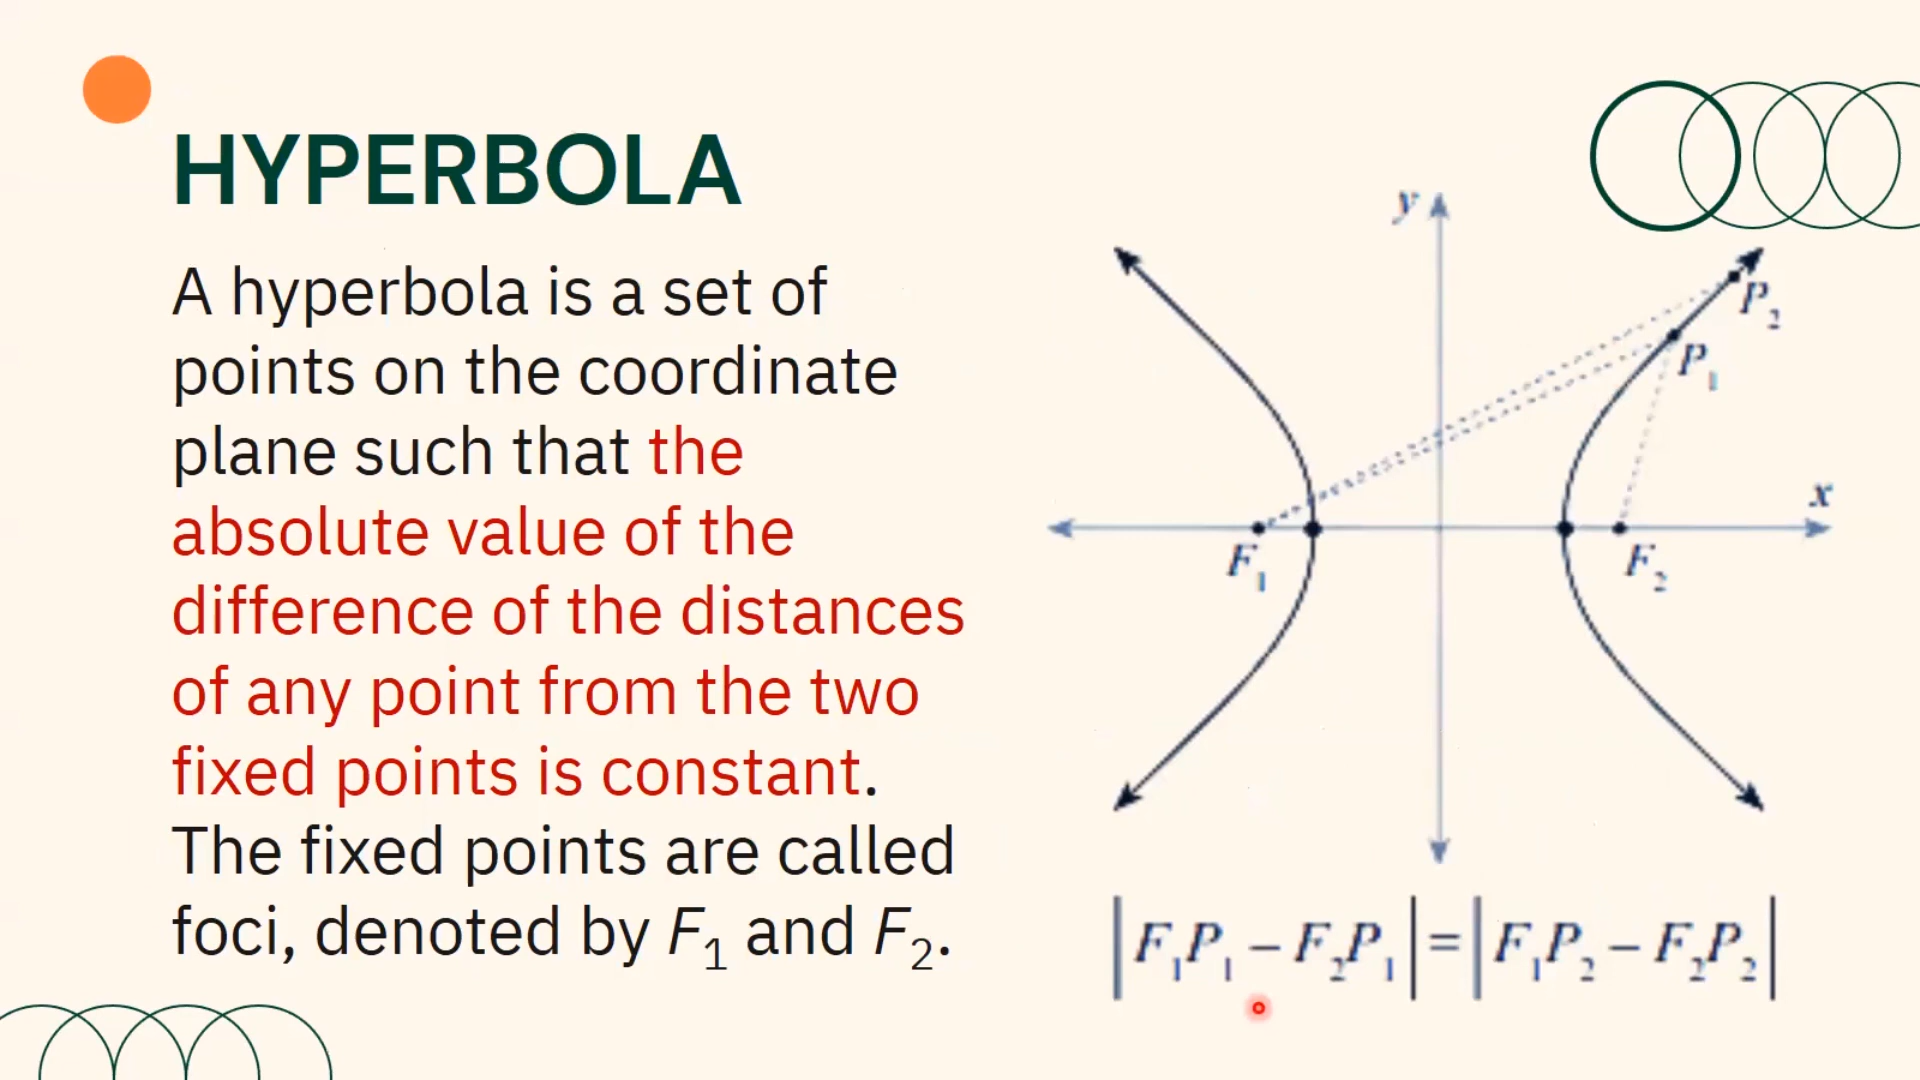 HYPERBOLA
A hyperbola is a set of
points on the coordinate
plane such that the
absolute value of the
difference of the distances
of any point from the two
fixed points is constant.
The fixed points are called
foci, denoted by F₁ and F₂.
y
P₂
P₁
x
F₁
F₂
|F₁P₁ − F₂P₁| = |F₁P₂ − F₂P₂|